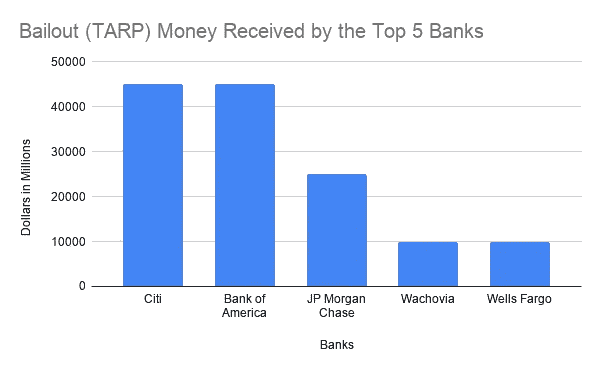 Bailout (TARP) Money Received by the Top 5 Banks
50000
40000
30000
20000
10000
0
Dollars in Millions
Citi
Bank of
America
JP Morgan
Chase
Wachovia
Wells Fargo
Banks